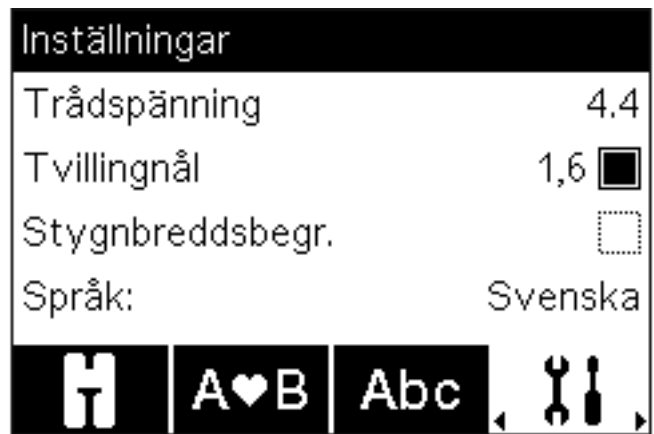 Inställningar
Trådspänning 4.4
Tvillingnål 1,6
Stygnbreddsbegr.
Språk: Svenska
A♥B Abc